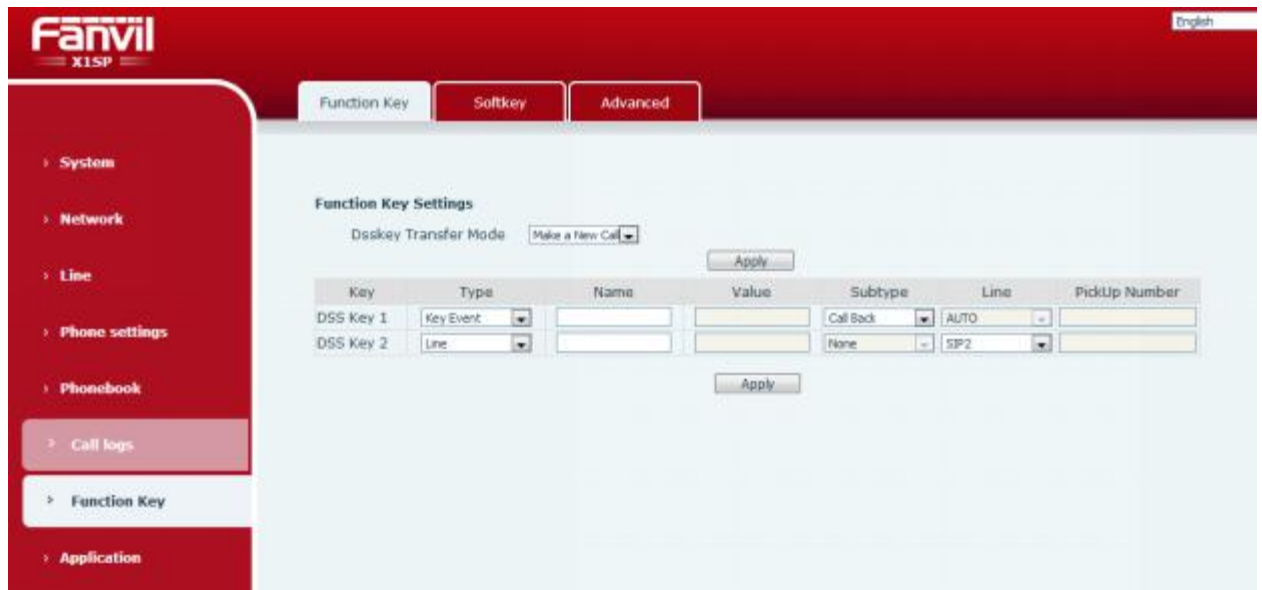 Fanvil
X1SP
English
Function Key Softkey Advanced
System
Network
Line
Phone settings
Phonebook
Call logs
Function Key
Application
Function Key Settings
Dsskey Transfer Mode Make a New Call
Apply
Key Type Name Value Subtype Line PickUp Number
DSS Key 1 Key Event Call Back AUTO
DSS Key 2 Line None SIP2
Apply